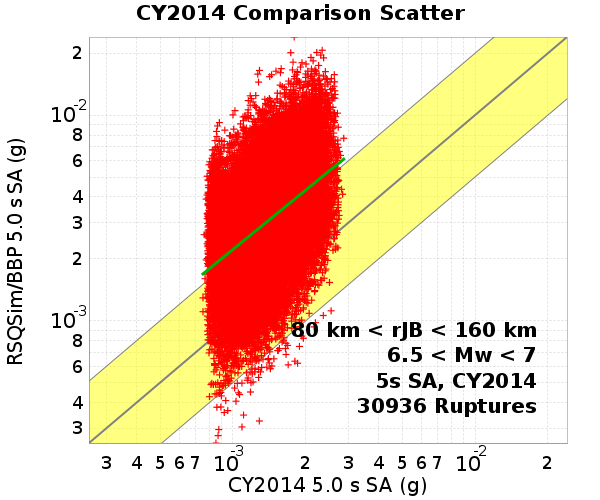 CY2014 Comparison Scatter
RSQSim/BBP 5.0 s SA (g)
2
10-2
8
6
4
3
2
10-3
8
6
4
3
80 km < rJB < 160 km
6.5 < Mw < 7
5s SA, CY2014
30936 Ruptures
3 4 5 6 7 10-3 2 3 4 5 6 7 10-2 2
CY2014 5.0 s SA (g)